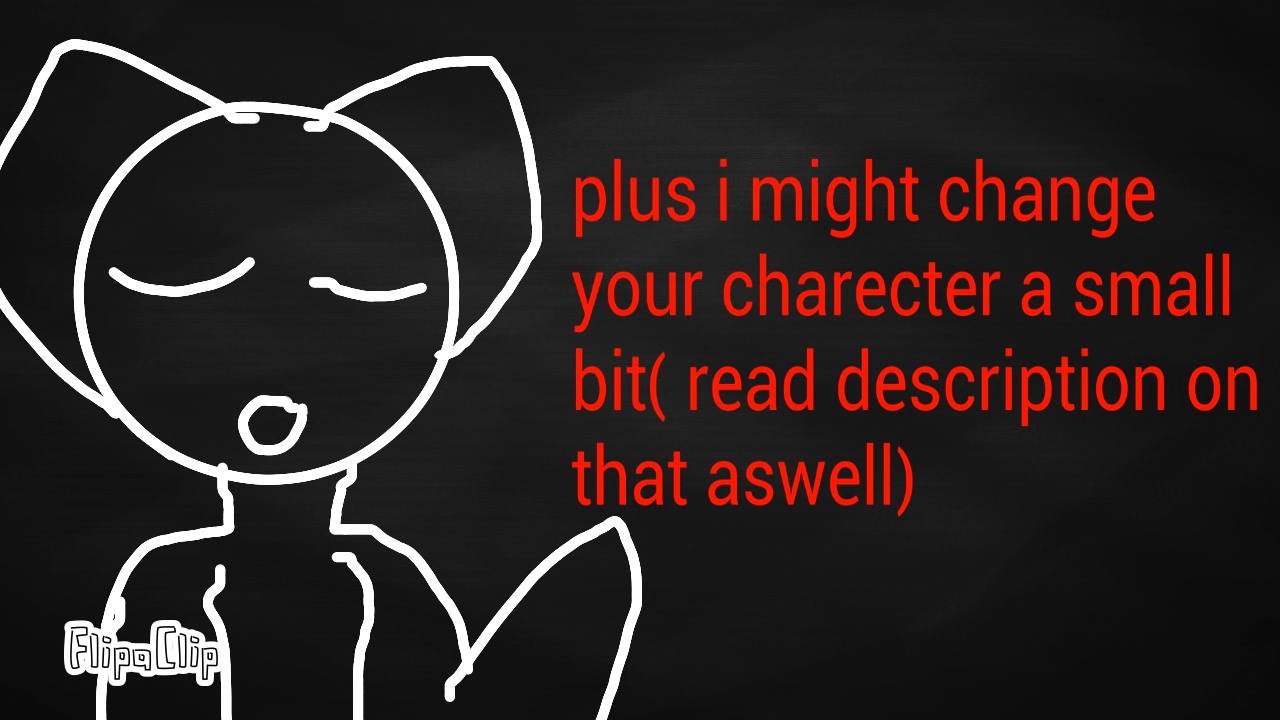 plus i might change
your charecter a small
bit( read description on
that aswell)
FlipaClip